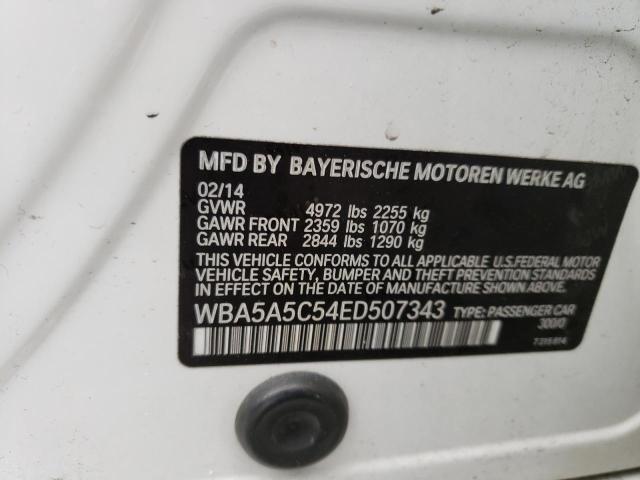 MFD BY BAYERISCHE MOTOREN WERKE AG
02/14
GVWR 4972 lbs 2255 kg
GAWR FRONT 2359 lbs 1070 kg
GAWR REAR 2844 lbs 1290 kg
THIS VEHICLE CONFORMS TO ALL APPLICABLE U.S.FEDERAL MOTOR
VEHICLE SAFETY, BUMPER AND THEFT PREVENTION STANDARDS
IN EFFECT ON THE DATE OF MANUFACTURE SHOWN ABOVE.
WBA5A5C54ED507343 TYPE: PASSENGER CAR
300/0